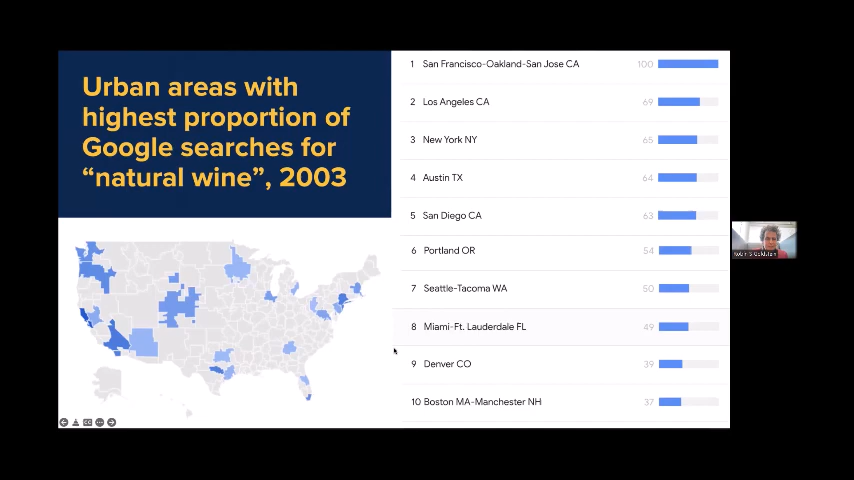 Urban areas with
highest proportion of
Google searches for
“natural wine”, 2003
1 San Francisco-Oakland-San Jose CA 100
2 Los Angeles CA 69
3 New York NY 65
4 Austin TX 64
5 San Diego CA 63
6 Portland OR 54
7 Seattle-Tacoma WA 50
8 Miami-Ft. Lauderdale FL 49
9 Denver CO 39
10 Boston MA-Manchester NH 37
Robin S Goldstein